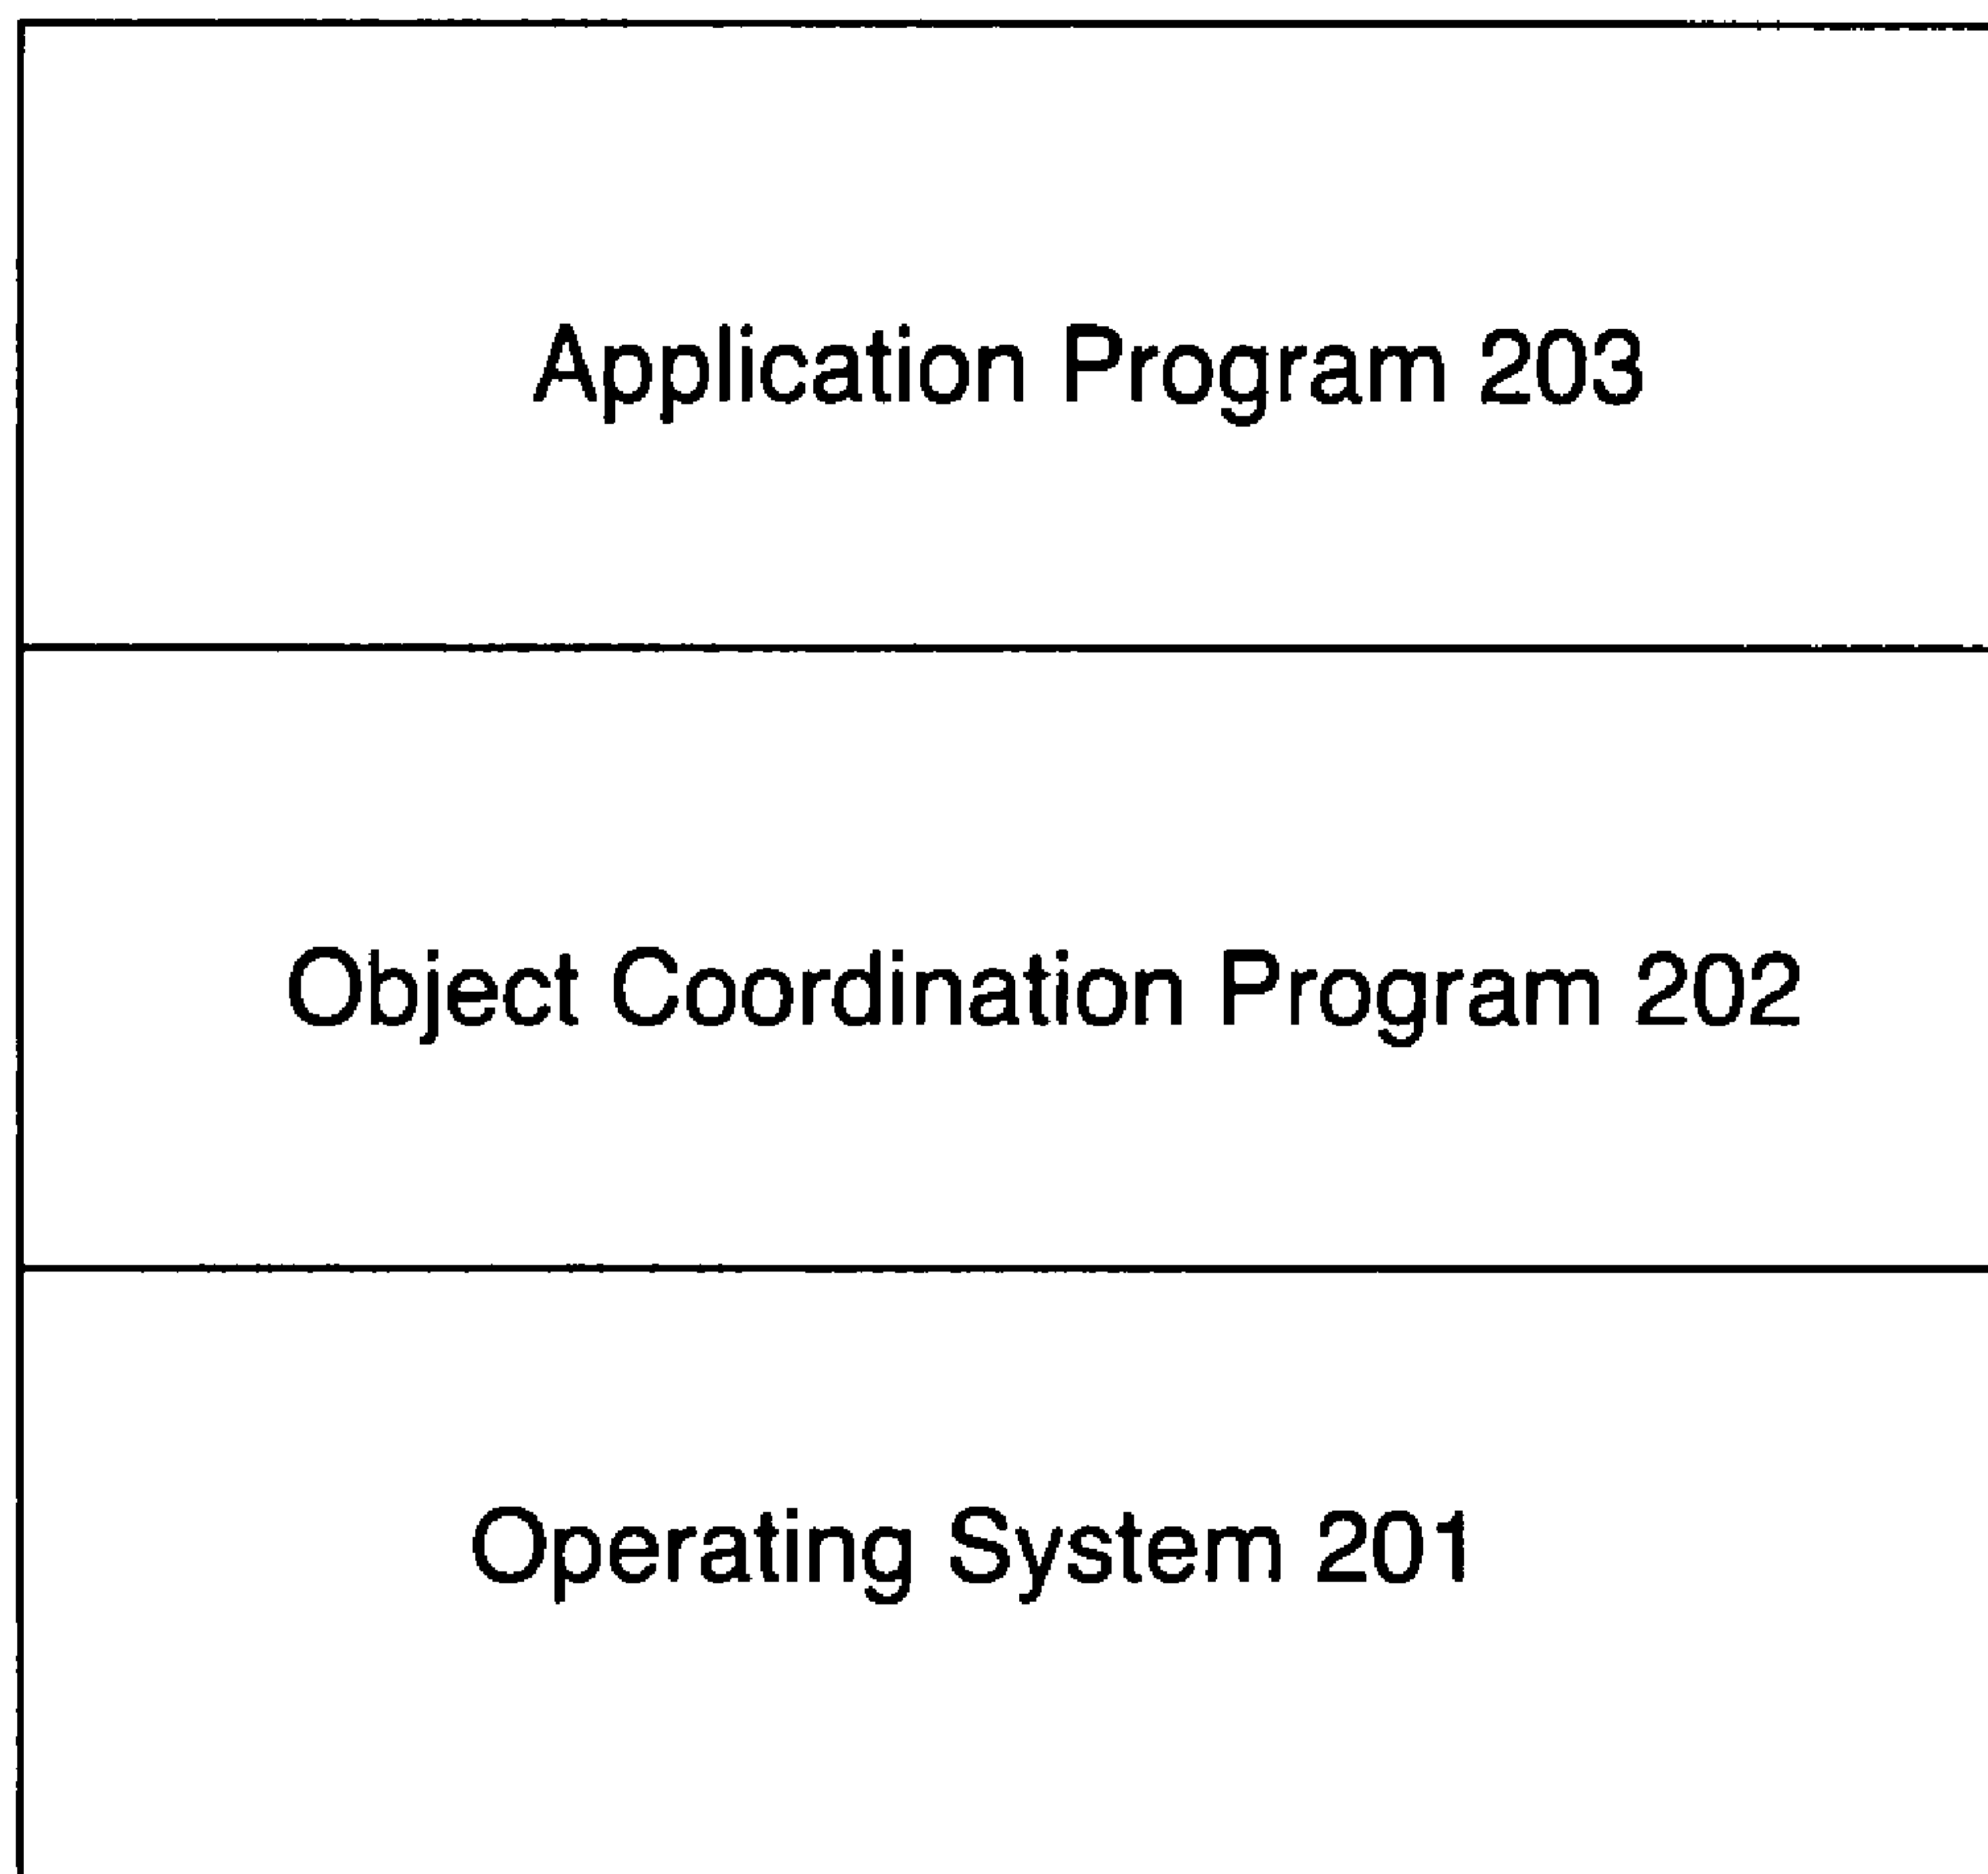 Application Program 203
Object Coordination Program 202
Operating System 201